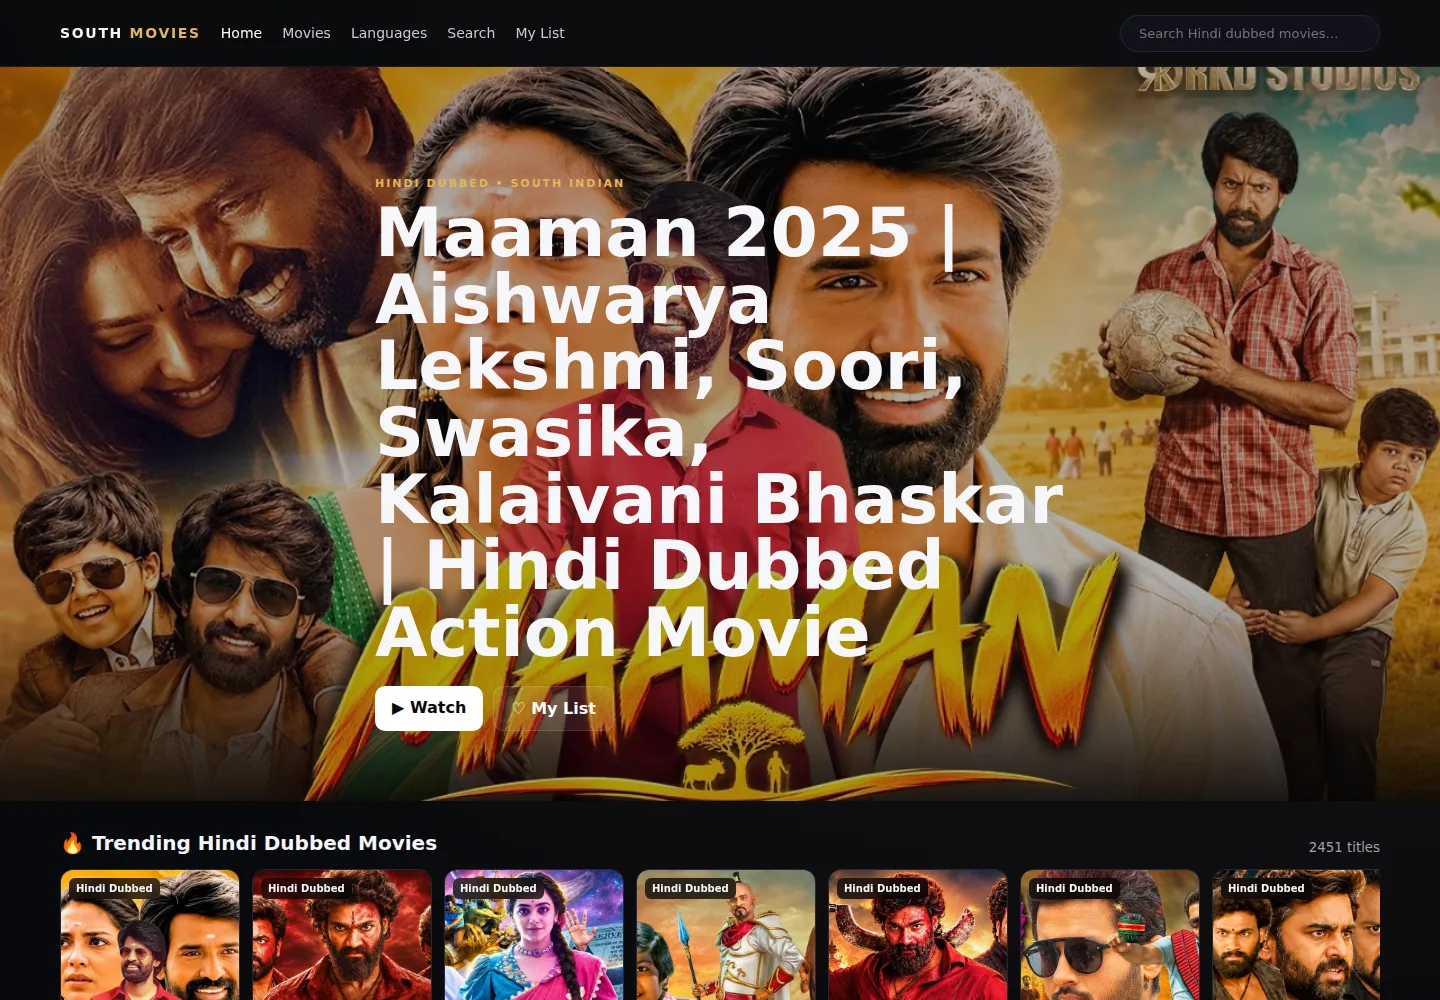 SOUTH MOVIES Home Movies Languages Search My List Search Hindi dubbed movies...
RKD STUDIOS
HINDI DUBBED • SOUTH INDIAN
Maaman 2025 |
Aishwarya
Lekshmi, Soori,
Swasika,
Kalaivani Bhaskar
| Hindi Dubbed
Action Movie
MAAMAN
▶ Watch ♡ My List
🔥 Trending Hindi Dubbed Movies 2451 titles
Hindi Dubbed Hindi Dubbed Hindi Dubbed Hindi Dubbed Hindi Dubbed Hindi Dubbed Hindi Dubbed